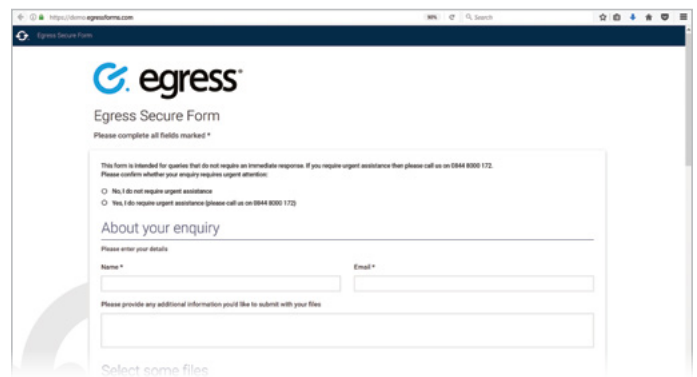 https://demo.egressforms.com
80%
Search
Egress Secure Form
egress
Egress Secure Form
Please complete all fields marked *
This form is intended for queries that do not require an immediate response. If you require urgent assistance then please call us on 0844 8000 172.
Please confirm whether your enquiry requires urgent attention:
No, I do not require urgent assistance
Yes, I do require urgent assistance (please call us on 0844 8000 172)
About your enquiry
Please enter your details
Name * Email *
Please provide any additional information you'd like to submit with your files
Select some files